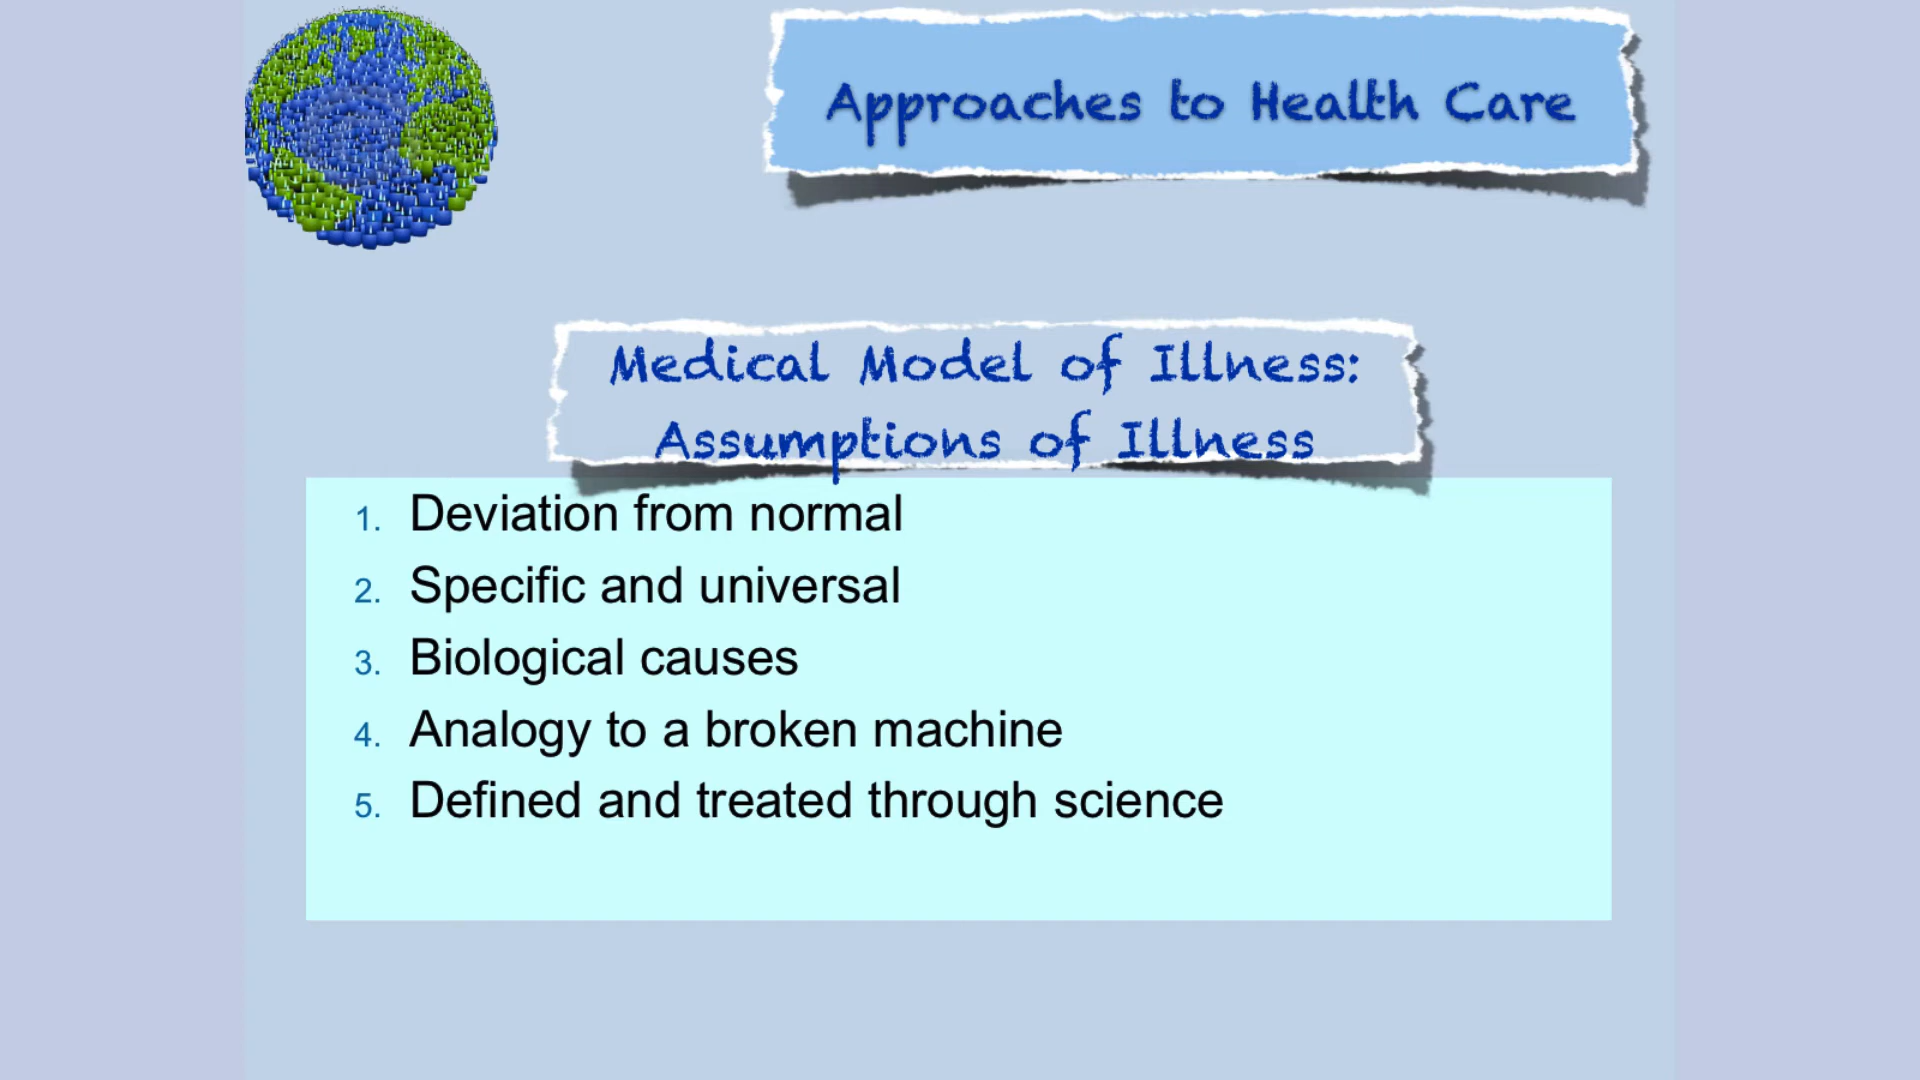 Approaches to Health Care
Medical Model of Illness:
Assumptions of Illness
1. Deviation from normal
2. Specific and universal
3. Biological causes
4. Analogy to a broken machine
5. Defined and treated through science